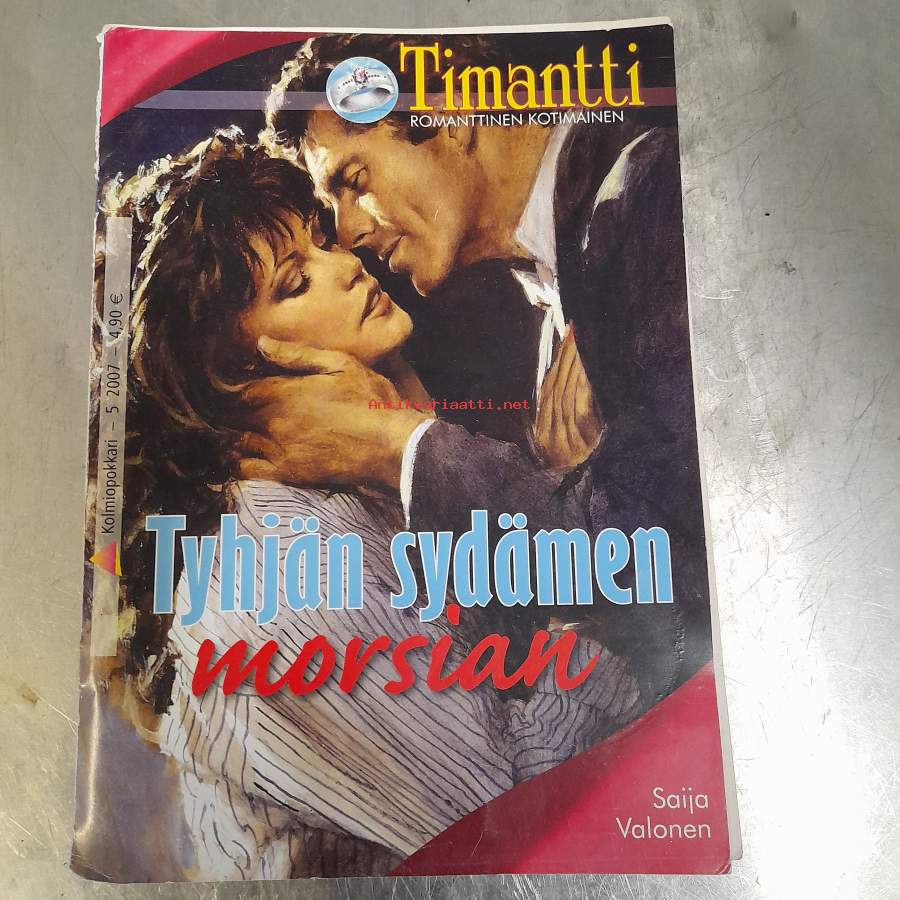 Timantti
ROMANTTINEN KOTIMAINEN
Kolmiopokkari – 5 2007 – 4,90 €
Antikvariaatti.net
Tyhjän sydämen
morsian
Saija
Valonen